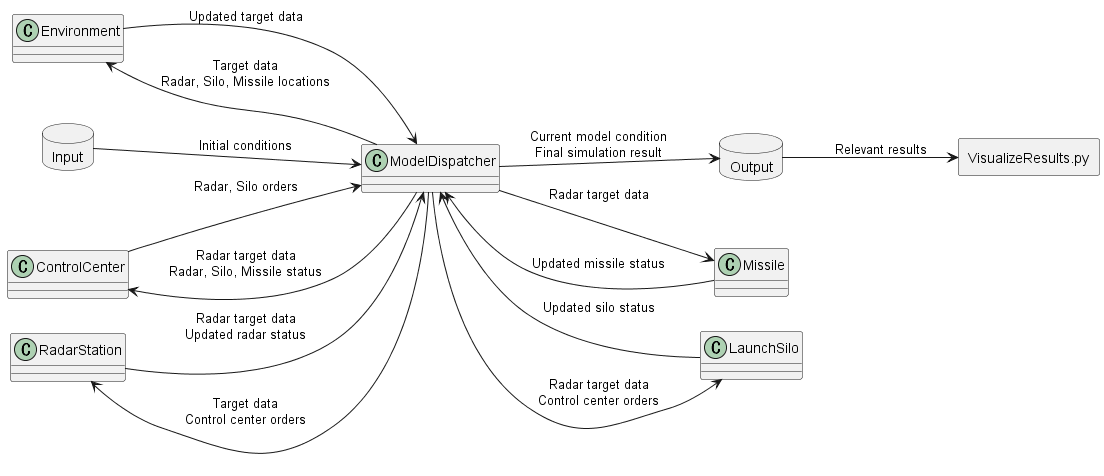 Environment
Updated target data
Target data
Radar, Silo, Missile locations
Input
Initial conditions
ModelDispatcher
Current model condition
Final simulation result
Output
Relevant results
VisualizeResults.py
Radar, Silo orders
Radar target data
ControlCenter
Radar target data
Radar, Silo, Missile status
Updated missile status
Missile
Updated silo status
Radar target data
Updated radar status
RadarStation
LaunchSilo
Target data
Control center orders
Radar target data
Control center orders
C
C
C
C
C
C